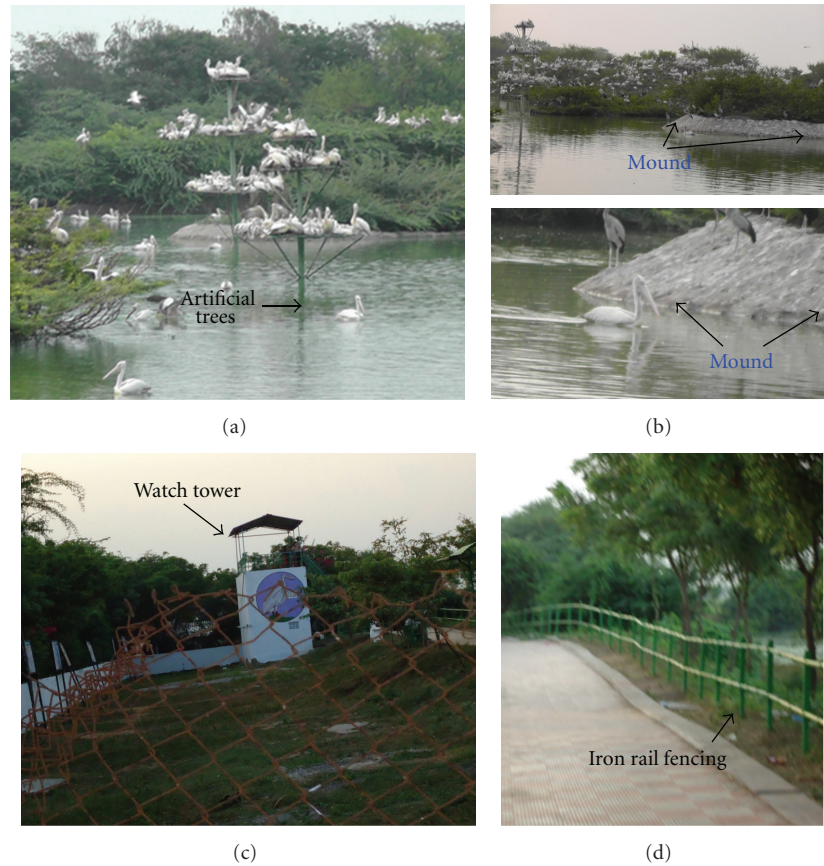 Artificial
trees
Mound
Mound
(a)
(b)
Watch tower
Iron rail fencing
(c)
(d)